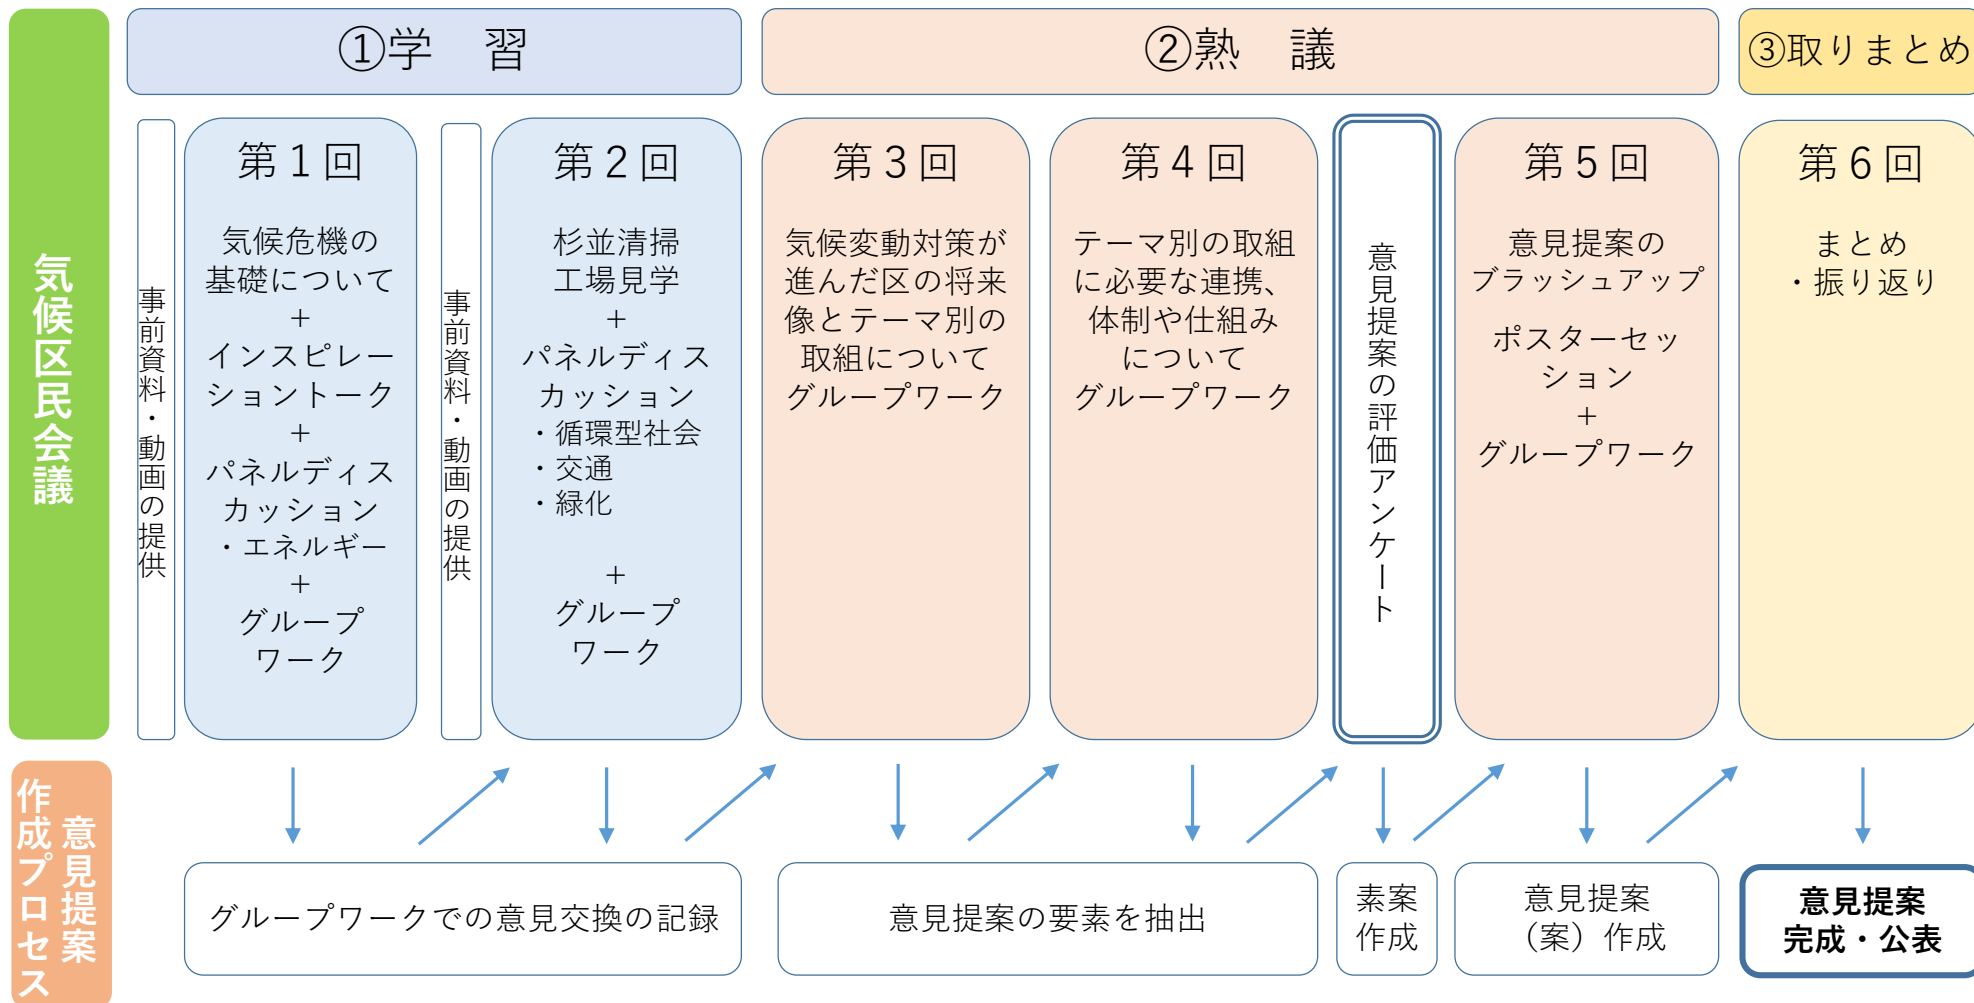 ①学　習
②熟　議
③取りまとめ
気候区民会議
事前資料・動画の提供
第１回
気候危機の
基礎について
＋
インスピレー
ショントーク
＋
パネルディス
カッション
・エネルギー
＋
グループ
ワーク
事前資料・動画の提供
第２回
杉並清掃
工場見学
＋
パネルディス
カッション
・循環型社会
・交通
・緑化
＋
グループ
ワーク
第３回
気候変動対策が
進んだ区の将来
像とテーマ別の
取組について
グループワーク
第４回
テーマ別の取組
に必要な連携、
体制や仕組み
について
グループワーク
意見提案の評価アンケート
第５回
意見提案の
ブラッシュアップ
ポスターセッ
ション
＋
グループワーク
第６回
まとめ
・振り返り
意見提案
作成プロセス
グループワークでの意見交換の記録
意見提案の要素を抽出
素案
作成
意見提案
（案）作成
意見提案
完成・公表